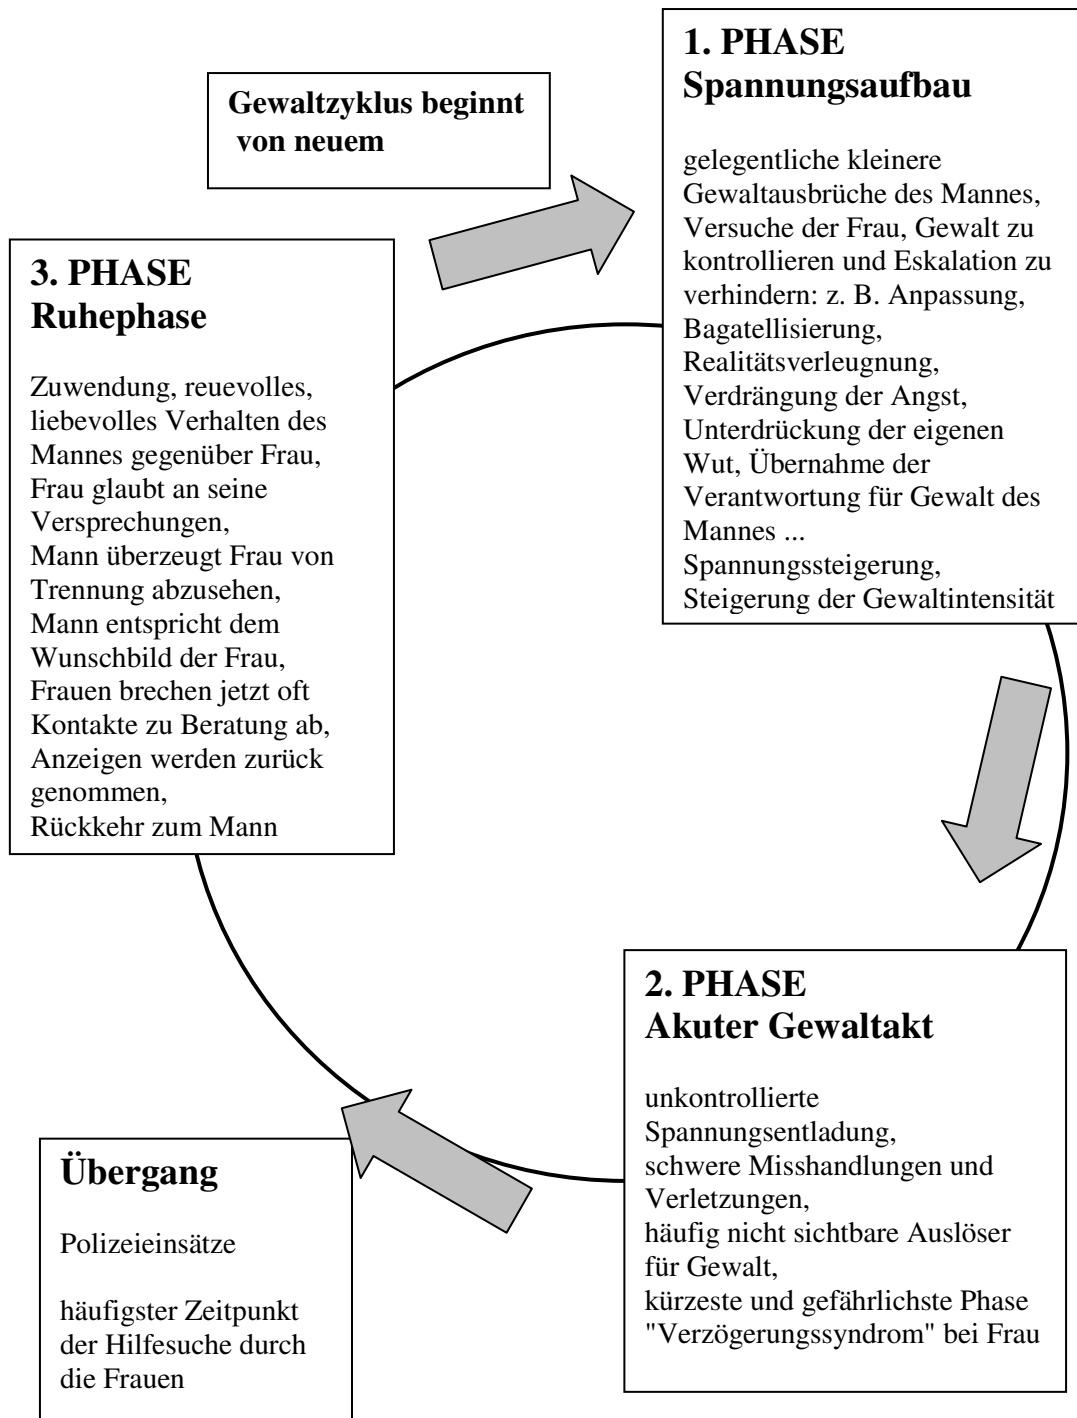 1. PHASE
Spannungsaufbau
gelegentliche kleinere
Gewaltausbrüche des Mannes,
Versuche der Frau, Gewalt zu
kontrollieren und Eskalation zu
verhindern: z. B. Anpassung,
Bagatellisierung,
Realitätsverleugnung,
Verdrängung der Angst,
Unterdrückung der eigenen
Wut, Übernahme der
Verantwortung für Gewalt des
Mannes ...
Spannungssteigerung,
Steigerung der Gewaltintensität
2. PHASE
Akuter Gewaltakt
unkontrollierte
Spannungsentladung,
schwere Misshandlungen und
Verletzungen,
häufig nicht sichtbare Auslöser
für Gewalt,
kürzeste und gefährlichste Phase
"Verzögerungssyndrom" bei Frau
Übergang
Polizeieinsätze
häufigster Zeitpunkt
der Hilfesuche durch
die Frauen
3. PHASE
Ruhephase
Zuwendung, reuevolles,
liebevolles Verhalten des
Mannes gegenüber Frau,
Frau glaubt an seine
Versprechungen,
Mann überzeugt Frau von
Trennung abzusehen,
Mann entspricht dem
Wunschbild der Frau,
Frauen brechen jetzt oft
Kontakte zu Beratung ab,
Anzeigen werden zurück
genommen,
Rückkehr zum Mann
Gewaltzyklus beginnt
von neuem